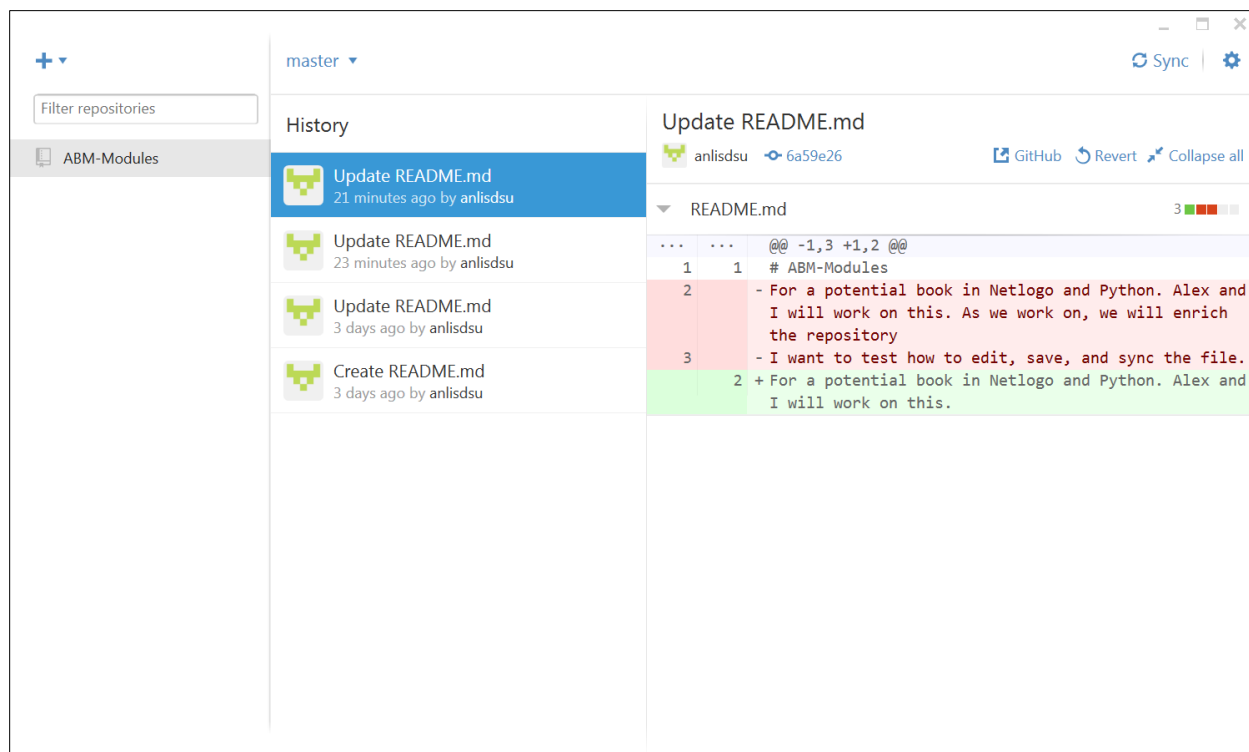 master
Sync
Filter repositories
ABM-Modules
History
Update README.md
21 minutes ago by anlisdsu
Update README.md
23 minutes ago by anlisdsu
Update README.md
3 days ago by anlisdsu
Create README.md
3 days ago by anlisdsu
Update README.md
anlisdsu 6a59e26 GitHub Revert Collapse all
README.md 3
... ... @@ -1,3 +1,2 @@
1 1 # ABM-Modules
2 - For a potential book in Netlogo and Python. Alex and
I will work on this. As we work on, we will enrich
the repository
3 - I want to test how to edit, save, and sync the file.
2 + For a potential book in Netlogo and Python. Alex and
I will work on this.